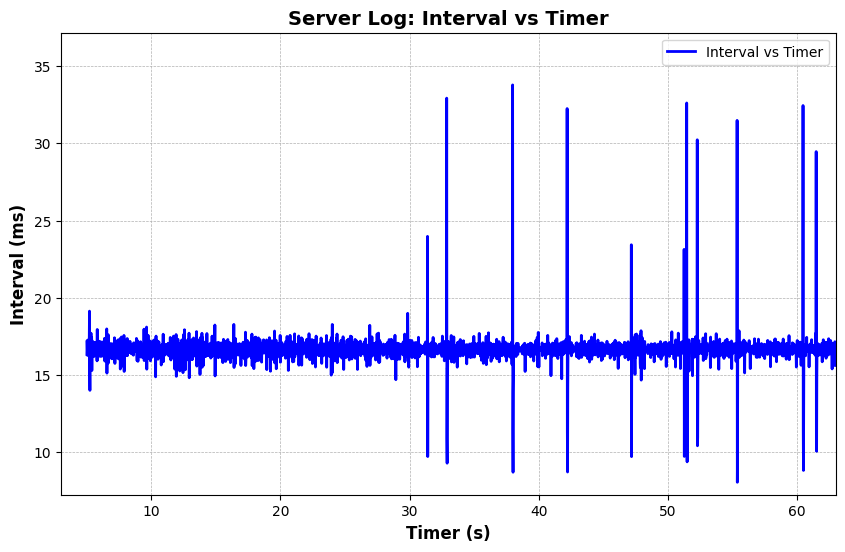 Server Log: Interval vs Timer
Interval vs Timer
35
30
25
20
15
10
Interval (ms)
10 20 30 40 50 60
Timer (s)